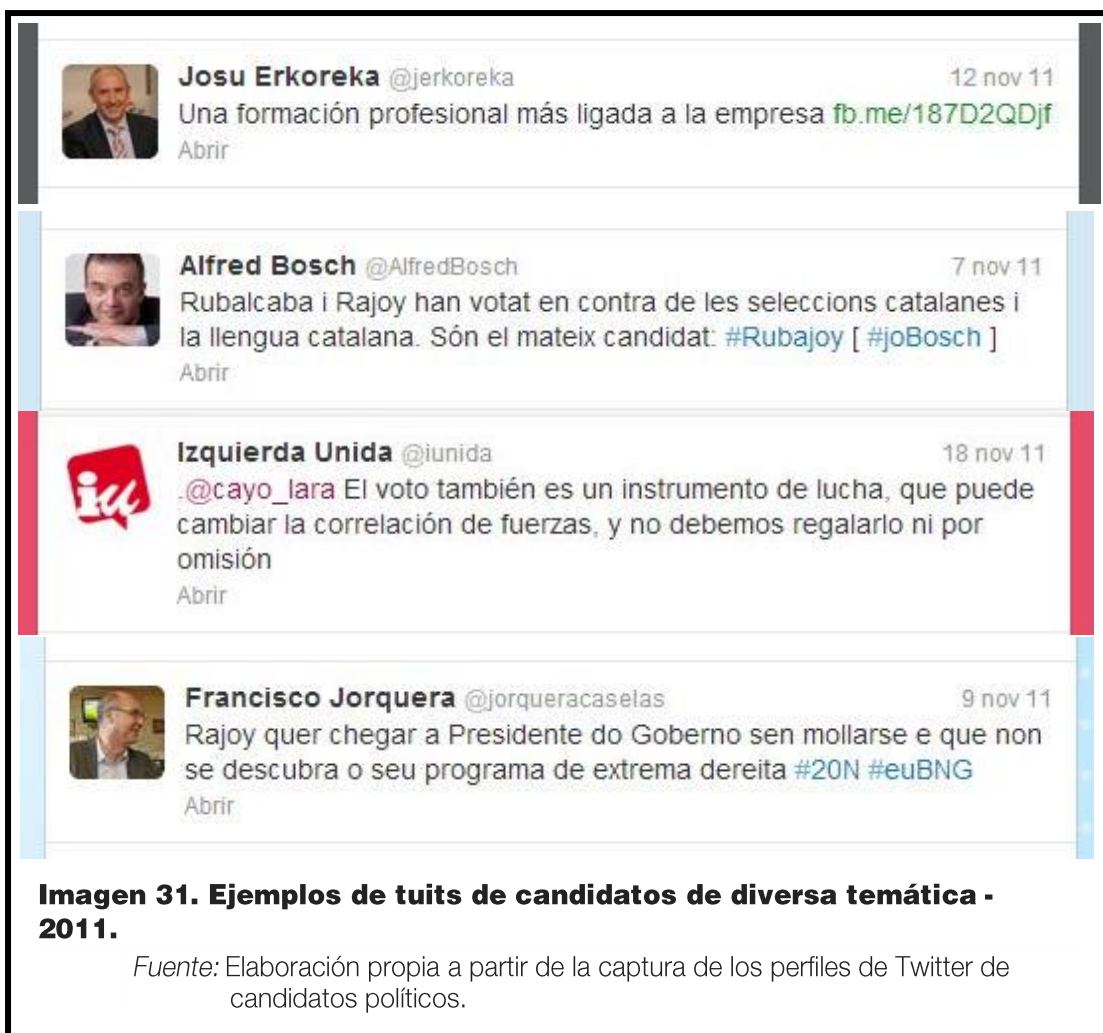 Josu Erkoreka @jerkoreka 12 nov 11
Una formación profesional más ligada a la empresa fb.me/187D2QDjf
Abrir
Alfred Bosch @AlfredBosch 7 nov 11
Rubalcaba i Rajoy han votat en contra de les seleccions catalanes i
la llengua catalana. Són el mateix candidat: #Rubajoy [ #joBosch ]
Abrir
iu
Izquierda Unida @iunida 18 nov 11
.@cayo_lara El voto también es un instrumento de lucha, que puede
cambiar la correlación de fuerzas, y no debemos regalarlo ni por
omisión
Abrir
Francisco Jorquera @jorqueracaselas 9 nov 11
Rajoy quer chegar a Presidente do Goberno sen mollarse e que non
se descubra o seu programa de extrema dereita #20N #euBNG
Abrir
Imagen 31. Ejemplos de tuits de candidatos de diversa temática -
2011.
Fuente: Elaboración propia a partir de la captura de los perfiles de Twitter de
candidatos políticos.